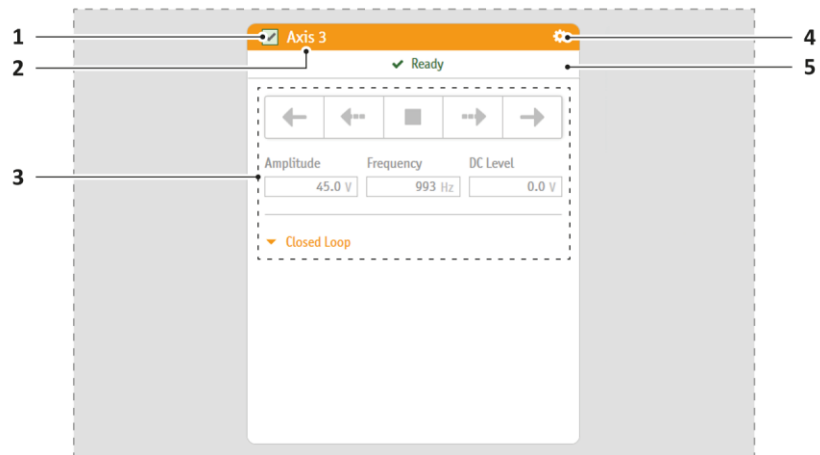 1
Axis 3
4
2
Ready
5
Amplitude Frequency DC Level
3
45.0 V 993 Hz 0.0 V
Closed Loop